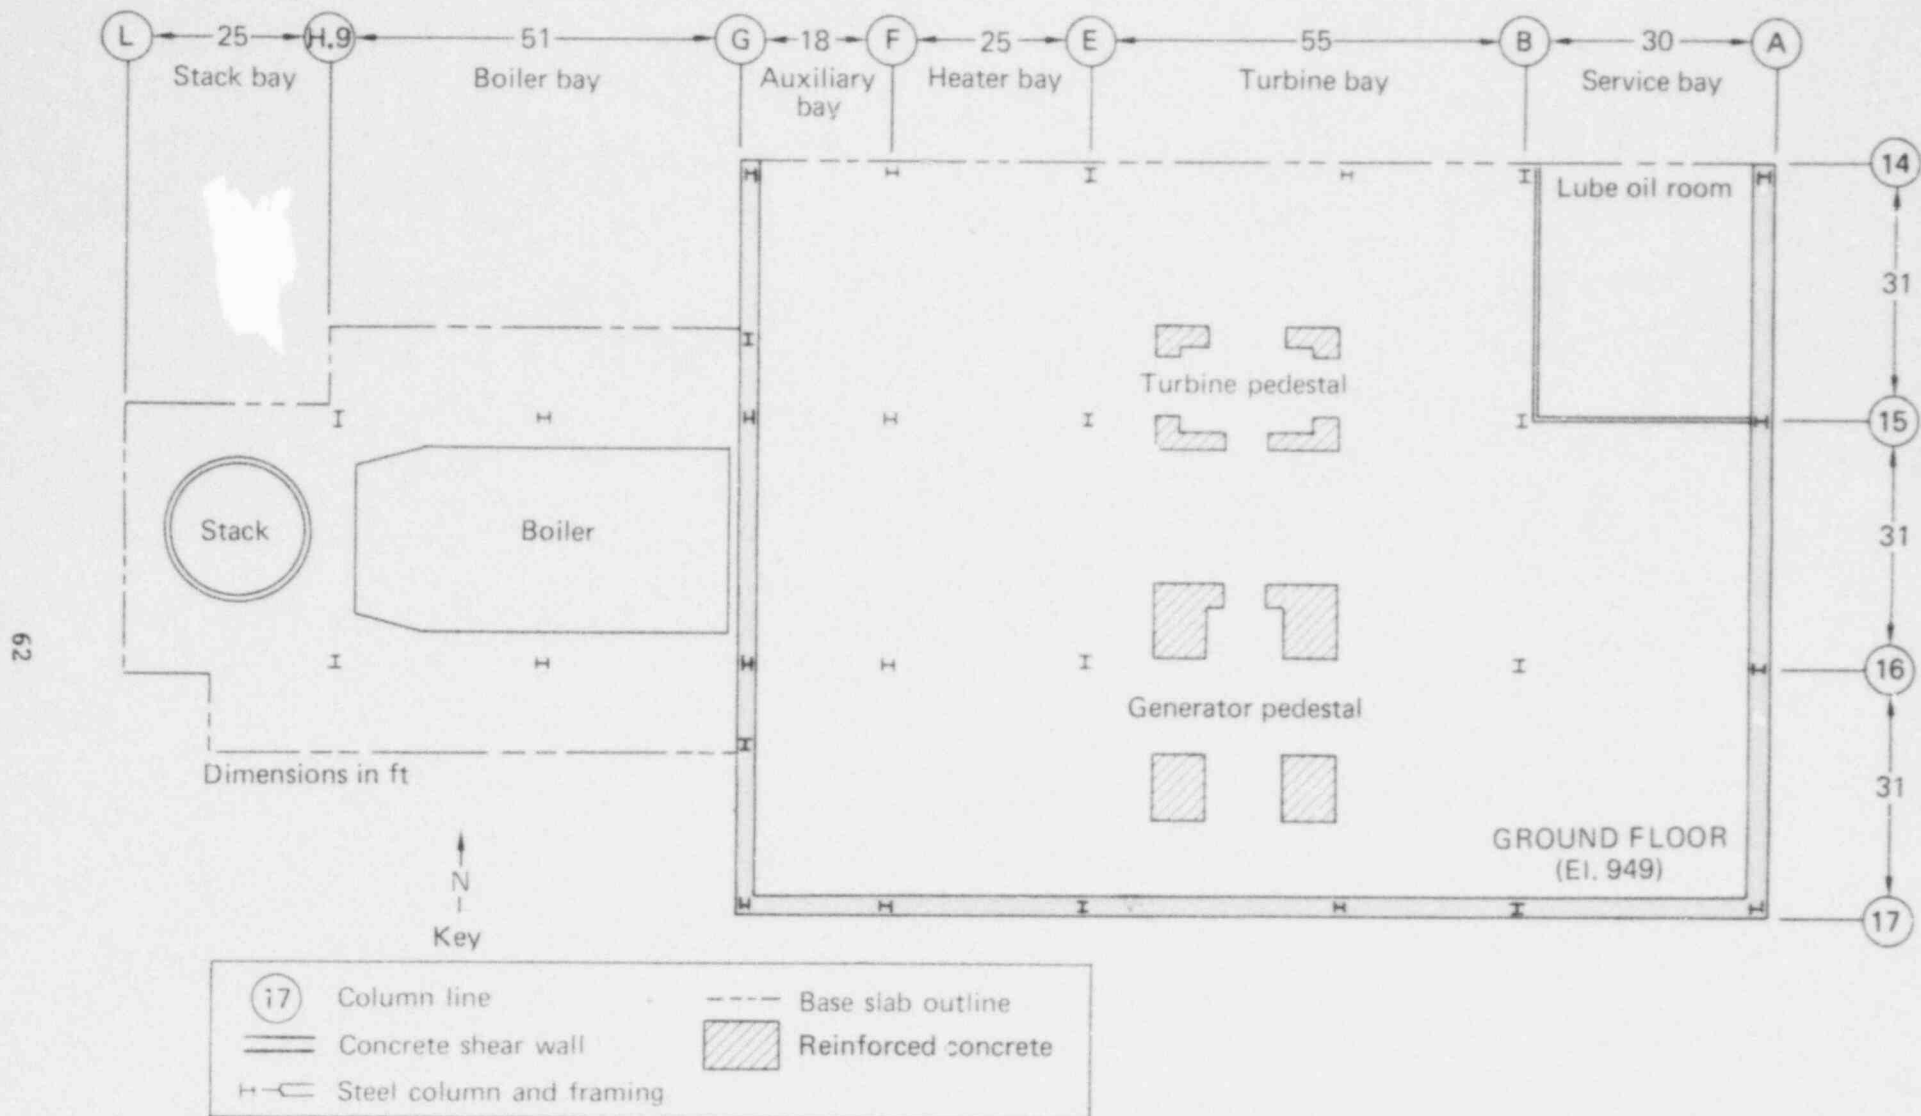 L 25 H.9 51 G 18 F 25 E 55 B 30 A
Stack bay
Boiler bay
Auxiliary
bay
Heater bay
Turbine bay
Service bay
14
Lube oil room
31
Turbine pedestal
15
Stack
Boiler
31
62
16
Generator pedestal
Dimensions in ft
31
GROUND FLOOR
(El. 949)
N
Key
17
17 Column line
Base slab outline
Concrete shear wall
Reinforced concrete
Steel column and framing